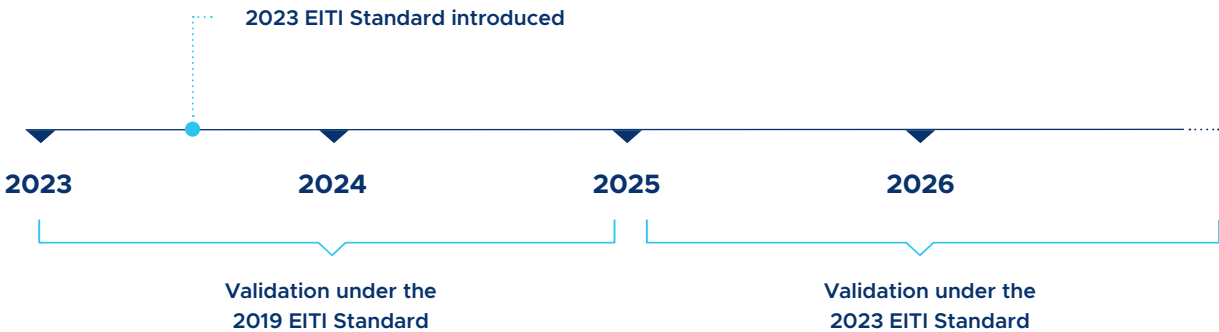 2023 EITI Standard introduced
2023
2024
2025
2026
Validation under the
2019 EITI Standard
Validation under the
2023 EITI Standard